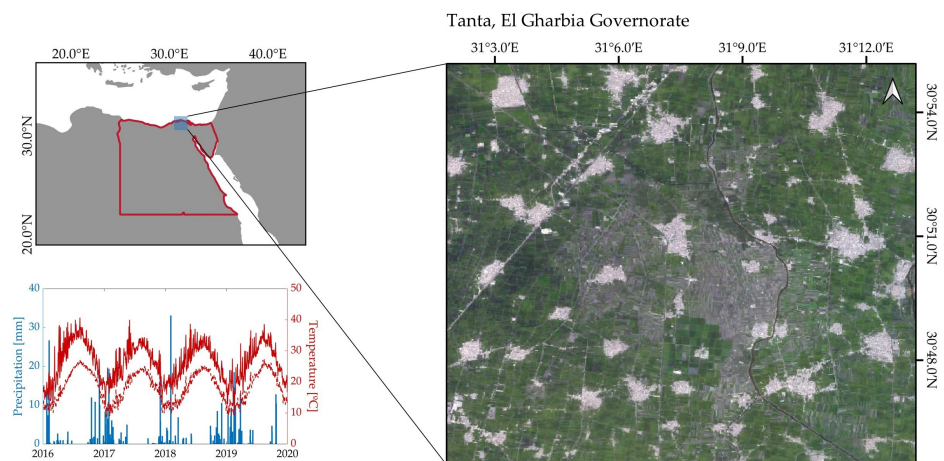 Tanta, El Gharbia Governorate
20.0°E 30.0°E 40.0°E
30.0°N
20.0°N
31°3.0'E 31°6.0'E 31°9.0'E 31°12.0'E
30°54.0'N
30°51.0'N
30°48.0'N
Precipitation [mm]
40
30
20
10
0
50
40
30
20
10
0
Temperature [°C]
2016 2017 2018 2019 2020